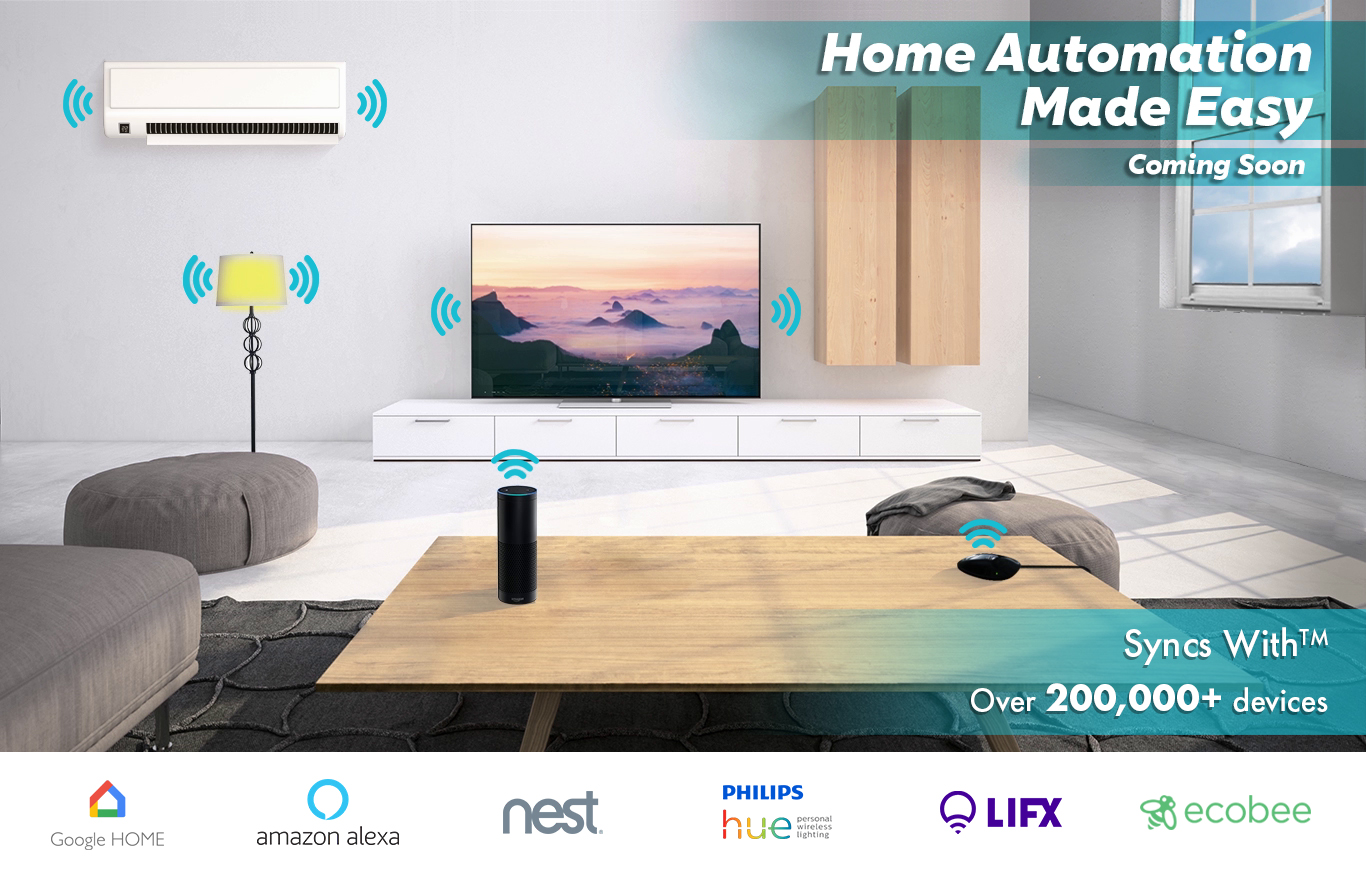 Home Automation
Made Easy
Coming Soon
Syncs With™
Over 200,000+ devices
Google HOME
amazon alexa
nest
PHILIPS
hue personal
wireless
lighting
LIFX
ecobee